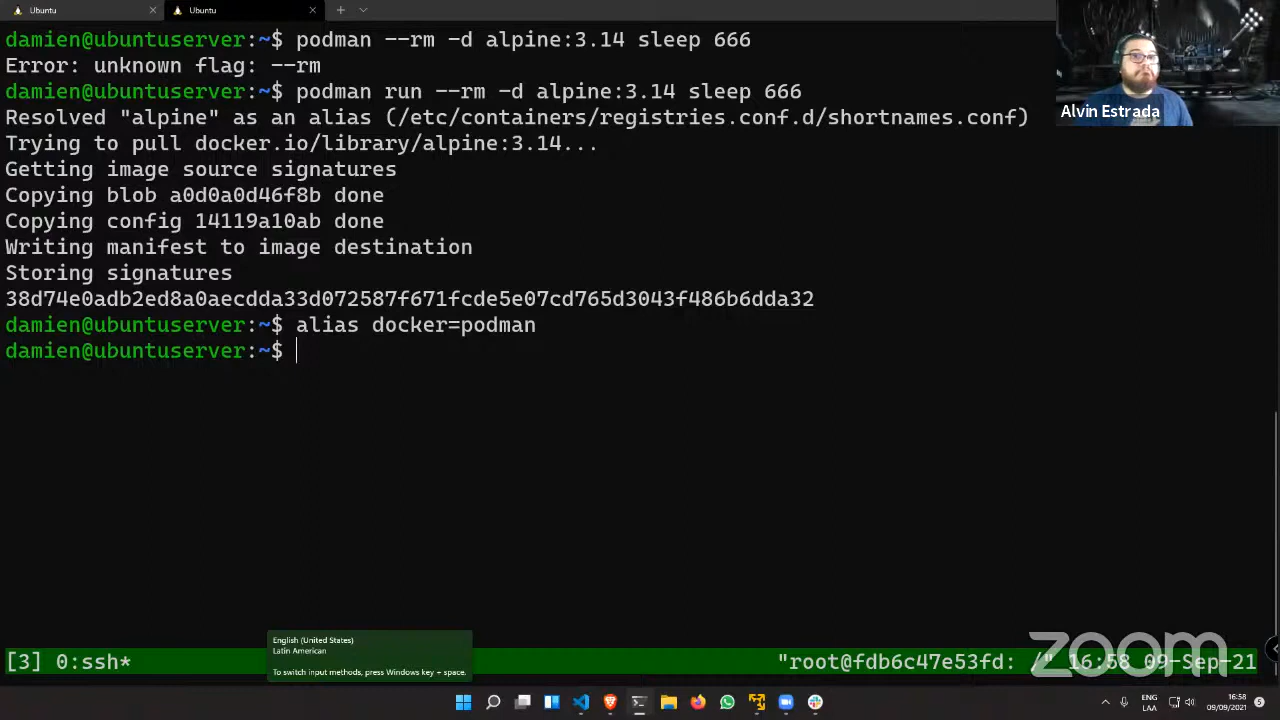 Ubuntu
Ubuntu
damien@ubuntuserver:~$ podman --rm -d alpine:3.14 sleep 666
Error: unknown flag: --rm
damien@ubuntuserver:~$ podman run --rm -d alpine:3.14 sleep 666
Resolved "alpine" as an alias (/etc/containers/registries.conf.d/shortnames.conf)
Trying to pull docker.io/library/alpine:3.14...
Getting image source signatures
Copying blob a0d0a0d46f8b done
Copying config 14119a10ab done
Writing manifest to image destination
Storing signatures
38d74e0adb2ed8a0aecdda33d072587f671fcde5e07cd765d3043f486b6dda32
damien@ubuntuserver:~$ alias docker=podman
damien@ubuntuserver:~$
Alvin Estrada
English (United States)
Latin American
To switch input methods, press Windows key + space.
zoom
[3] 0:ssh*
"root@fdb6c47e53fd: /" 16:58 09-Sep-21
ENG
LAA
16:58
09/09/2021
5